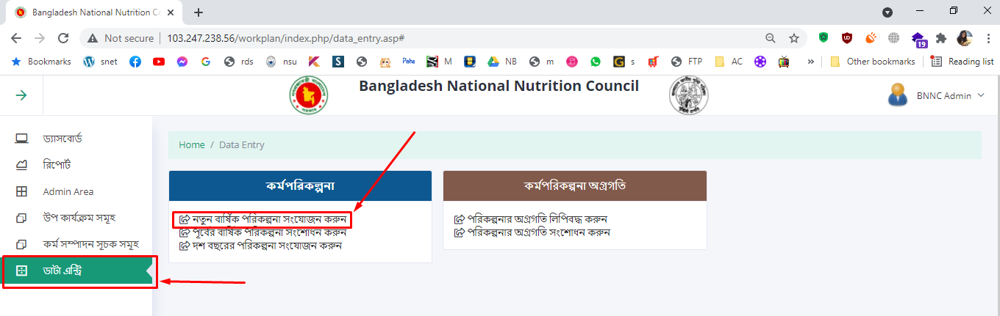 Bangladesh National Nutrition Co
Not secure | 103.247.238.56/workplan/index.php/data_entry.asp#
19
Bookmarks snet rds nsu Pathe M NB m s FTP AC » Other bookmarks Reading list
Bangladesh National Nutrition Council
BNNC Admin
ড্যাসবোর্ড
রিপোর্ট
Admin Area
উপ কার্যক্রম সমূহ
কর্ম সম্পাদন সূচক সমূহ
ডাটা এন্ট্রি
Home / Data Entry
কর্মপরিকল্পনা
নতুন বার্ষিক পরিকল্পনা সংযোজন করুন
পূর্বের বার্ষিক পরিকল্পনা সংশোধন করুন
দশ বছরের পরিকল্পনা সংযোজন করুন
কর্মপরিকল্পনা অগ্রগতি
পরিকল্পনার অগ্রগতি লিপিবদ্ধ করুন
পরিকল্পনার অগ্রগতি সংশোধন করুন